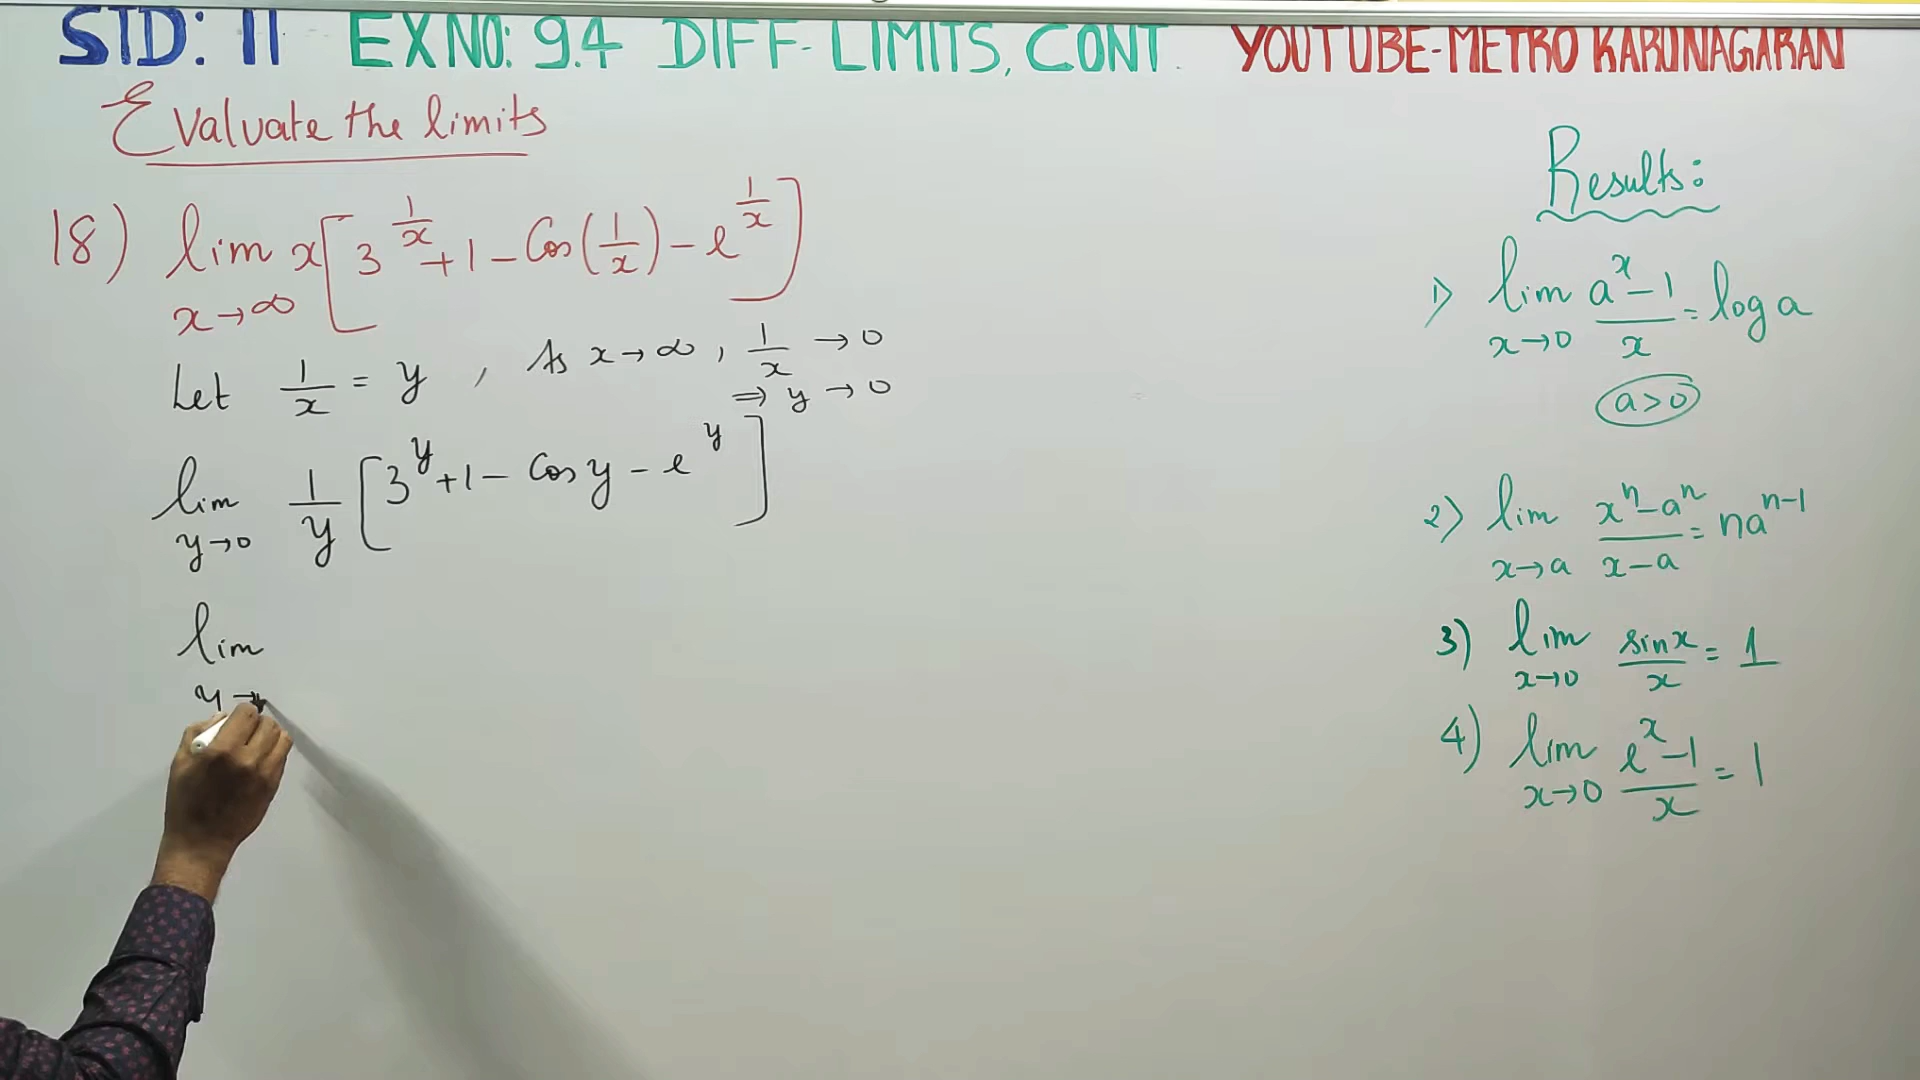 STD: 11 EX NO: 9.4 DIFF- LIMITS, CONT. YOUTUBE-METRO KARUNAGARAN
Evaluate the limits
18) lim x→∞ x[3^(1/x) + 1 - Cos(1/x) - e^(1/x)]
Let 1/x = y , As x→∞, 1/x → 0
⇒ y → 0
lim y→0 1/y [3^y + 1 - Cos y - e^y]
lim y→
Results:
1) lim x→0 (a^x - 1)/x = log a
a>0
2) lim x→a (x^n - a^n)/(x - a) = na^(n-1)
3) lim x→0 sin x/x = 1
4) lim x→0 (e^x - 1)/x = 1